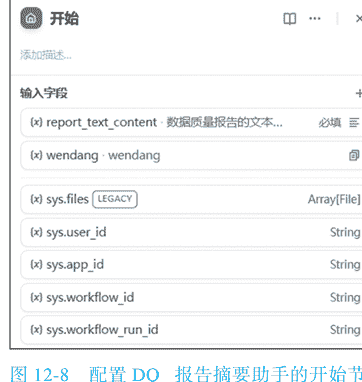 开始
添加描述...
输入字段
{x} report_text_content · 数据质量报告的文本... 必填
{x} wendang · wendang
{x} sys.files LEGACY Array[File]
{x} sys.user_id String
{x} sys.app_id String
{x} sys.workflow_id String
{x} sys.workflow_run_id String
图 12-8 配置 DQ 报告摘要助手的开始节